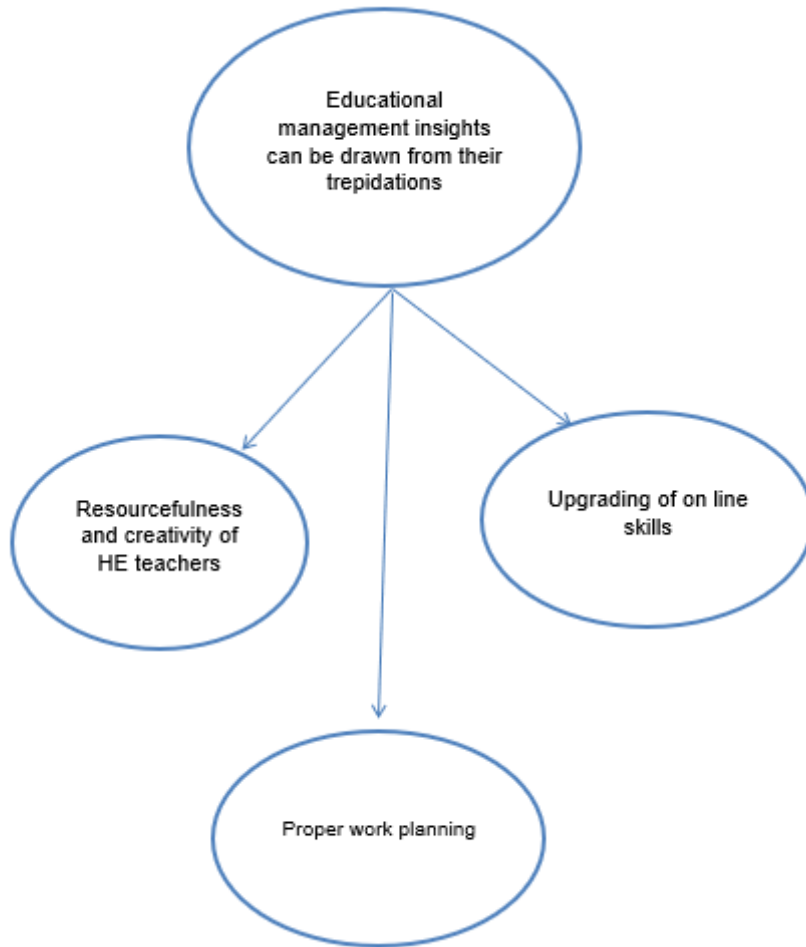 Educational
management insights
can be drawn from their
trepidations
Resourcefulness
and creativity of
HE teachers
Upgrading of on line
skills
Proper work planning